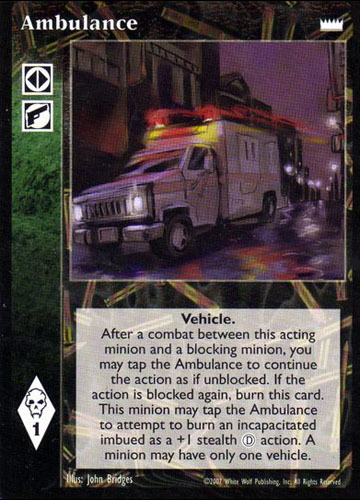 Ambulance
Vehicle.
After a combat between this acting
minion and a blocking minion, you
may tap the Ambulance to continue
the action as if unblocked. If the
action is blocked again, burn this card.
This minion may tap the Ambulance
to attempt to burn an incapacitated
imbued as a +1 stealth Ⓓ action. A
minion may have only one vehicle.
1
Illus: John Bridges
©2007 White Wolf Publishing, Inc. All Rights Reserved.